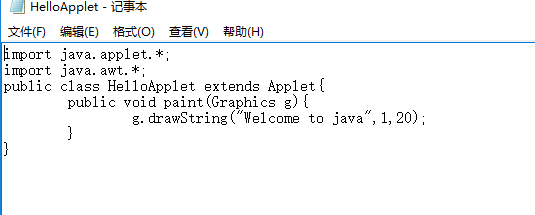 HelloApplet - 记事本
文件(F) 编辑(E) 格式(O) 查看(V) 帮助(H)
import java.applet.*;
import java.awt.*;
public class HelloApplet extends Applet{
        public void paint(Graphics g){
                g.drawString("Welcome to java",1,20);
        }
}